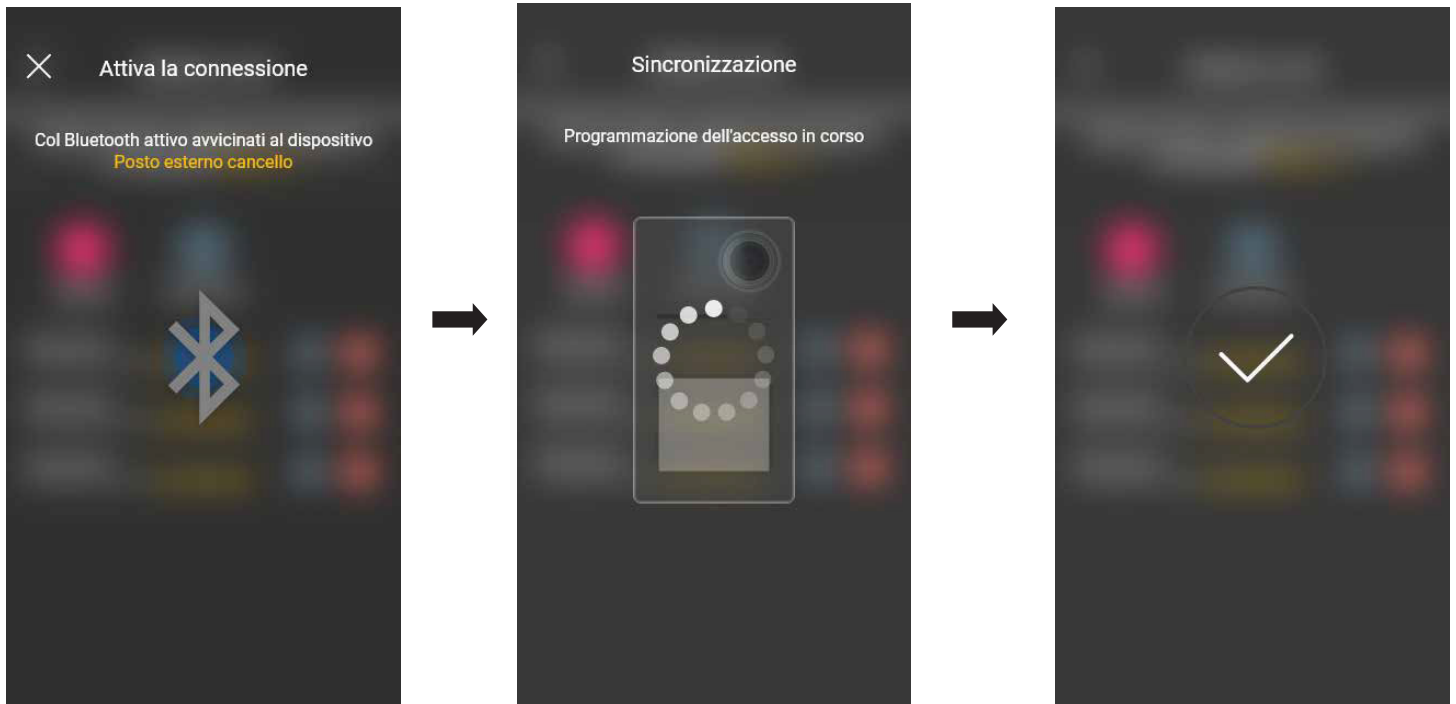 Attiva la connessione
Col Bluetooth attivo avvicinati al dispositivo
Posto esterno cancello
Sincronizzazione
Programmazione dell'accesso in corso